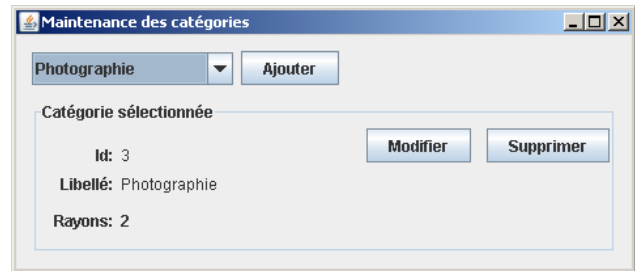 Maintenance des catégories
Photographie Ajouter
Catégorie sélectionnée
Modifier Supprimer
Id: 3
Libellé: Photographie
Rayons: 2